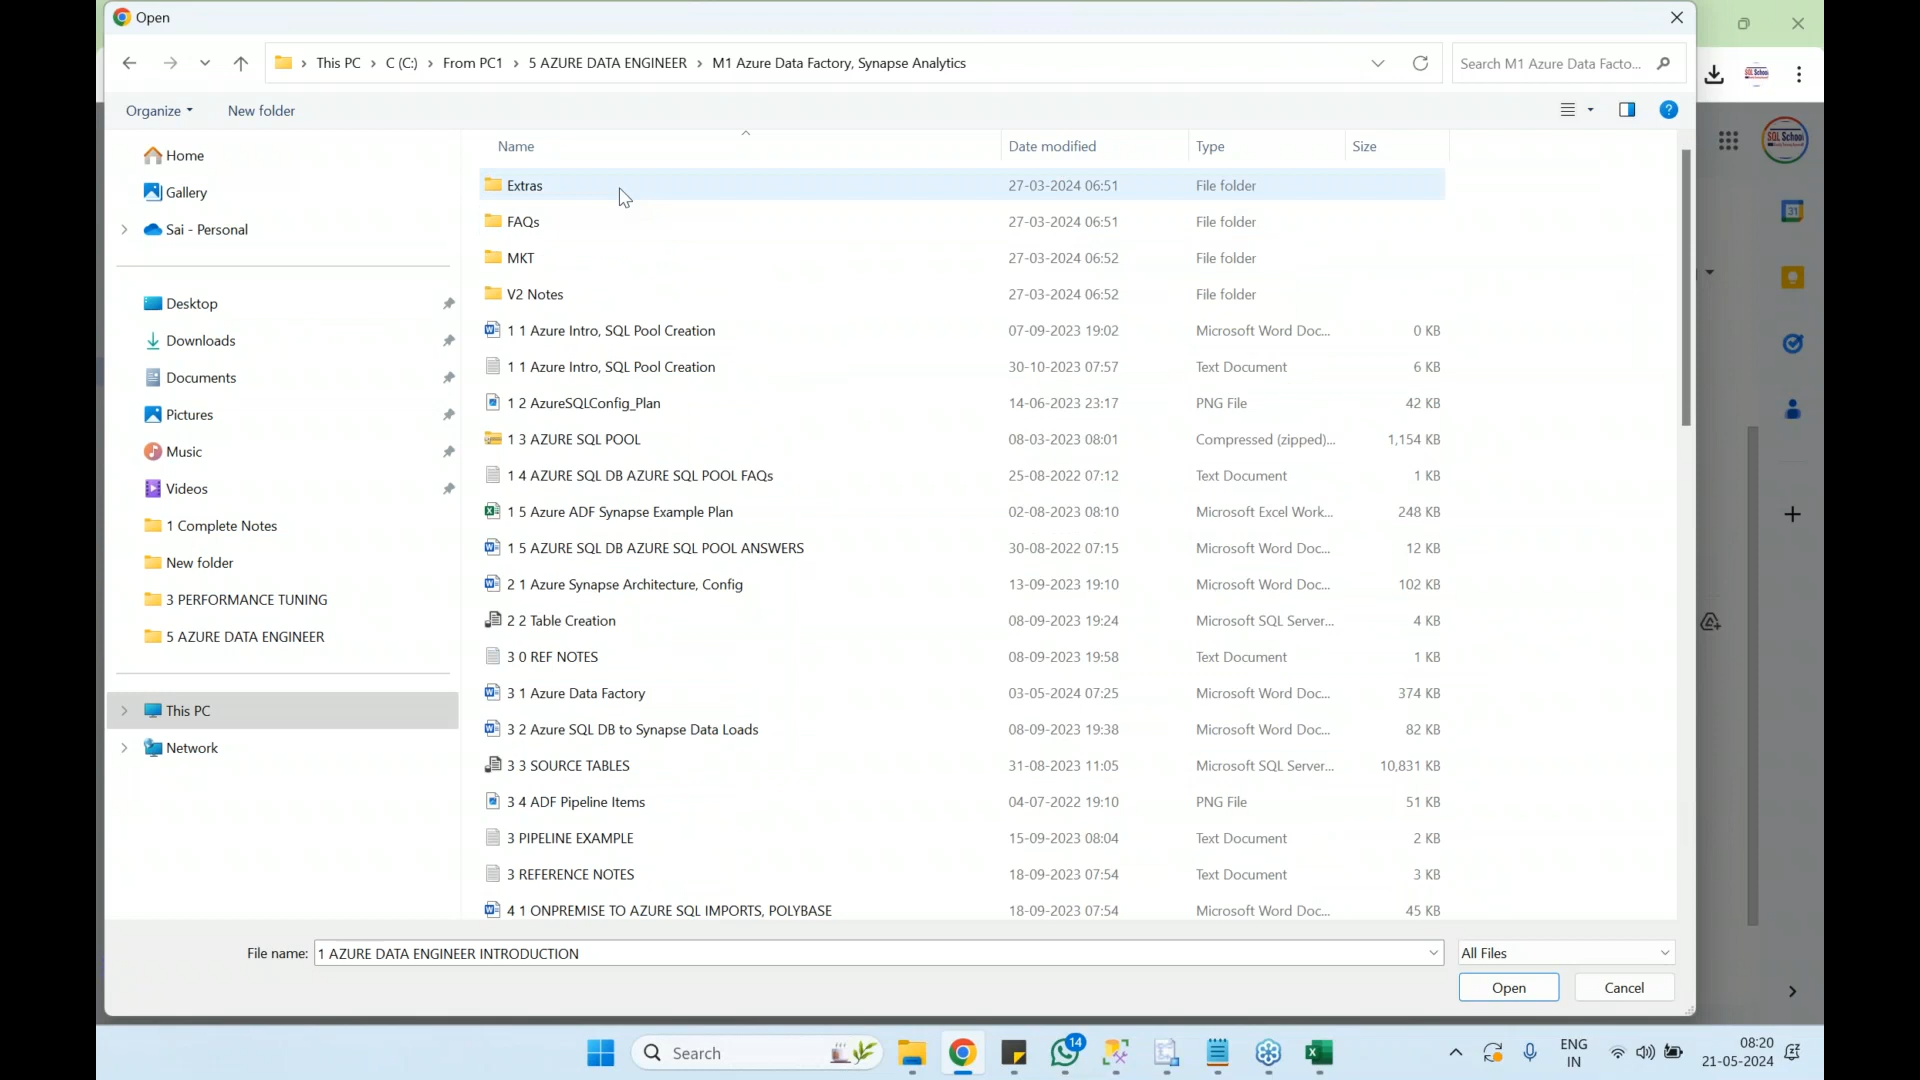 Open
This PC > C (C:) > From PC1 > 5 AZURE DATA ENGINEER > M1 Azure Data Factory, Synapse Analytics
Search M1 Azure Data Facto...
Organize
New folder
Home
Gallery
Sai - Personal
Desktop
Downloads
Documents
Pictures
Music
Videos
1 Complete Notes
New folder
3 PERFORMANCE TUNING
5 AZURE DATA ENGINEER
This PC
Network
Name Date modified Type Size
Extras 27-03-2024 06:51 File folder
FAQs 27-03-2024 06:51 File folder
MKT 27-03-2024 06:52 File folder
V2 Notes 27-03-2024 06:52 File folder
1 1 Azure Intro, SQL Pool Creation 07-09-2023 19:02 Microsoft Word Doc... 0 KB
1 1 Azure Intro, SQL Pool Creation 30-10-2023 07:57 Text Document 6 KB
1 2 AzureSQLConfig_Plan 14-06-2023 23:17 PNG File 42 KB
1 3 AZURE SQL POOL 08-03-2023 08:01 Compressed (zipped)... 1,154 KB
1 4 AZURE SQL DB AZURE SQL POOL FAQs 25-08-2022 07:12 Text Document 1 KB
1 5 Azure ADF Synapse Example Plan 02-08-2023 08:10 Microsoft Excel Work... 248 KB
1 5 AZURE SQL DB AZURE SQL POOL ANSWERS 30-08-2022 07:15 Microsoft Word Doc... 12 KB
2 1 Azure Synapse Architecture, Config 13-09-2023 19:10 Microsoft Word Doc... 102 KB
2 2 Table Creation 08-09-2023 19:24 Microsoft SQL Server... 4 KB
3 0 REF NOTES 08-09-2023 19:58 Text Document 1 KB
3 1 Azure Data Factory 03-05-2024 07:25 Microsoft Word Doc... 374 KB
3 2 Azure SQL DB to Synapse Data Loads 08-09-2023 19:38 Microsoft Word Doc... 82 KB
3 3 SOURCE TABLES 31-08-2023 11:05 Microsoft SQL Server... 10,831 KB
3 4 ADF Pipeline Items 04-07-2022 19:10 PNG File 51 KB
3 PIPELINE EXAMPLE 15-09-2023 08:04 Text Document 2 KB
3 REFERENCE NOTES 18-09-2023 07:54 Text Document 3 KB
4 1 ONPREMISE TO AZURE SQL IMPORTS, POLYBASE 18-09-2023 07:54 Microsoft Word Doc... 45 KB
File name: 1 AZURE DATA ENGINEER INTRODUCTION
All Files
Open
Cancel
SQL School
31
Search
14
ENG
IN
08:20
21-05-2024